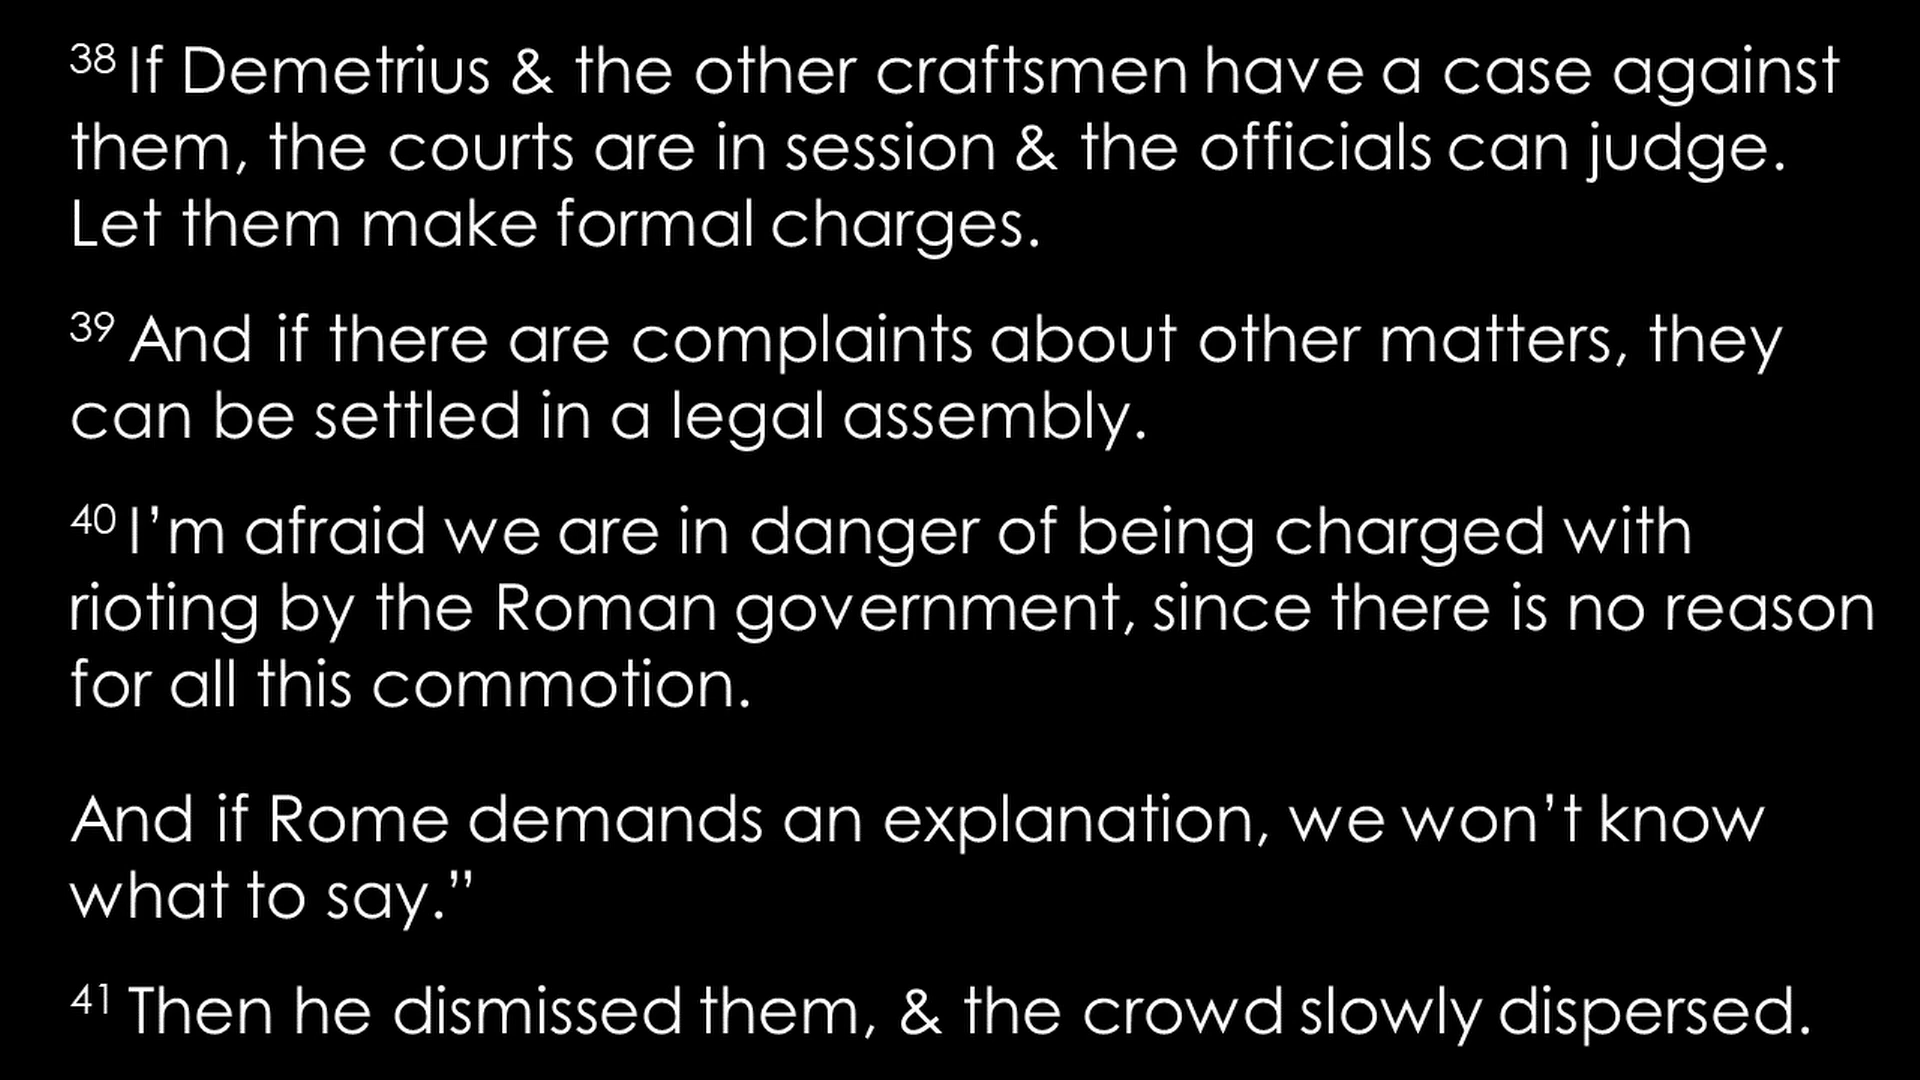 38 If Demetrius & the other craftsmen have a case against
them, the courts are in session & the officials can judge.
Let them make formal charges.
39 And if there are complaints about other matters, they
can be settled in a legal assembly.
40 I’m afraid we are in danger of being charged with
rioting by the Roman government, since there is no reason
for all this commotion.
And if Rome demands an explanation, we won’t know
what to say.”
41 Then he dismissed them, & the crowd slowly dispersed.